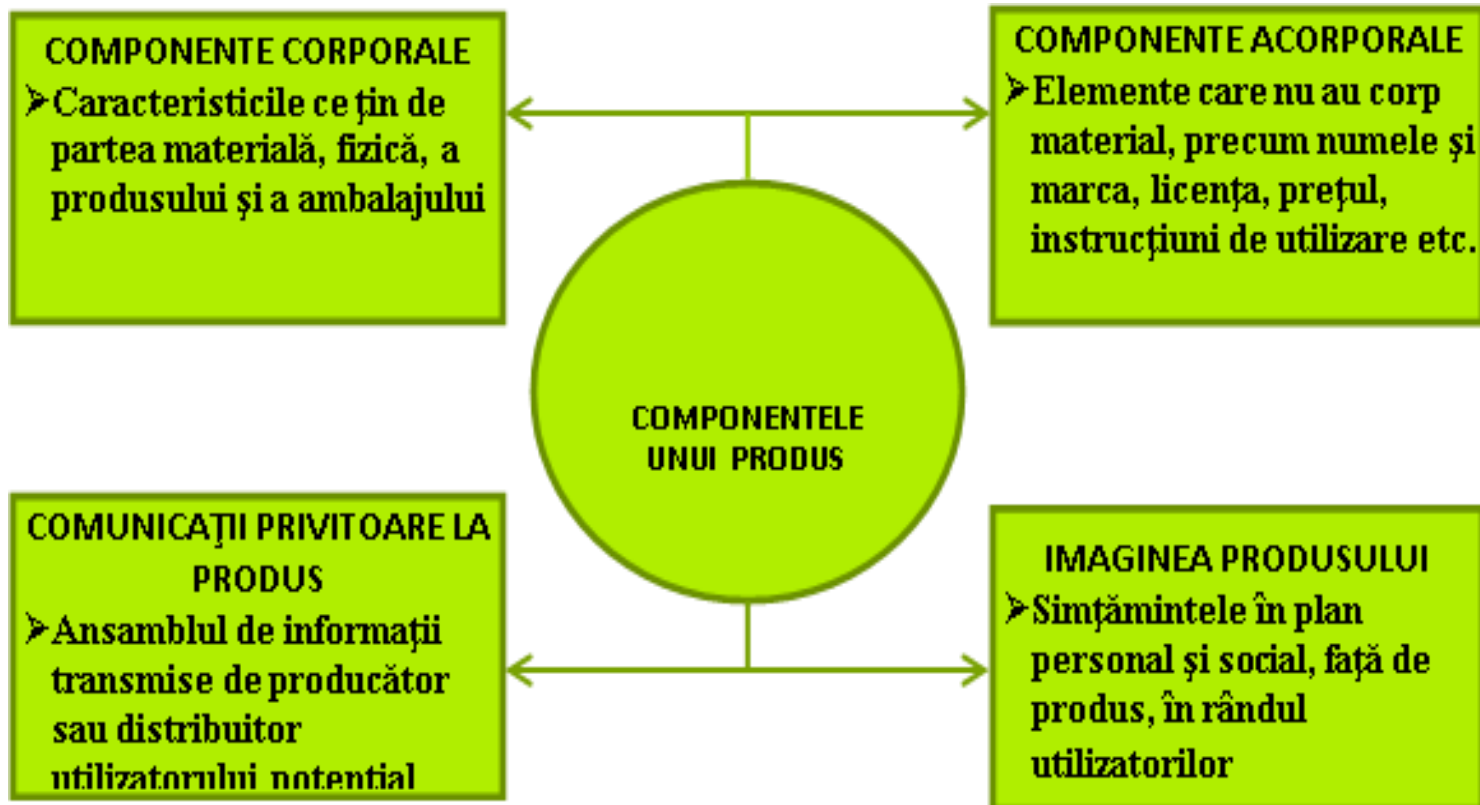 COMPONENTE CORPORALE
➢Caracteristicile ce țin de
partea materială, fizică, a
produsului și a ambalajului
COMPONENTE ACORPORALE
➢Elemente care nu au corp
material, precum numele și
marca, licența, prețul,
instrucțiuni de utilizare etc.
COMPONENTELE
UNUI PRODUS
COMUNICAȚII PRIVITOARE LA
PRODUS
➢Ansamblul de informații
transmise de producător
sau distribuitor
utilizatorului potențial
IMAGINEA PRODUSULUI
➢Simțămintele în plan
personal și social, față de
produs, în rândul
utilizatorilor